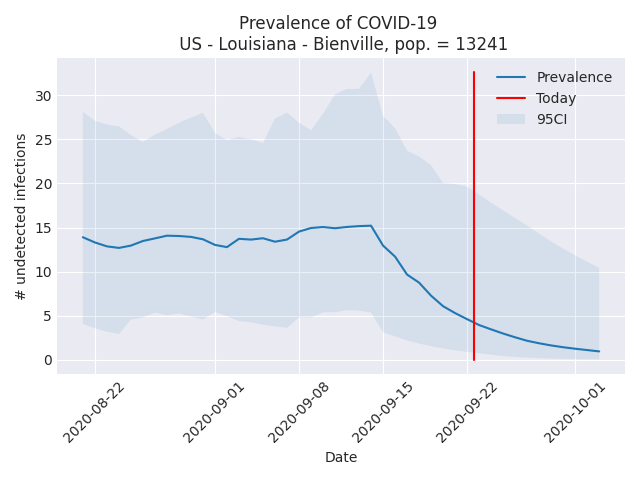 Prevalence of COVID-19
US - Louisiana - Bienville, pop. = 13241
Prevalence
Today
95CI
# undetected infections
30
25
20
15
10
5
0
2020-08-22
2020-09-01
2020-09-08
2020-09-15
2020-09-22
2020-10-01
Date